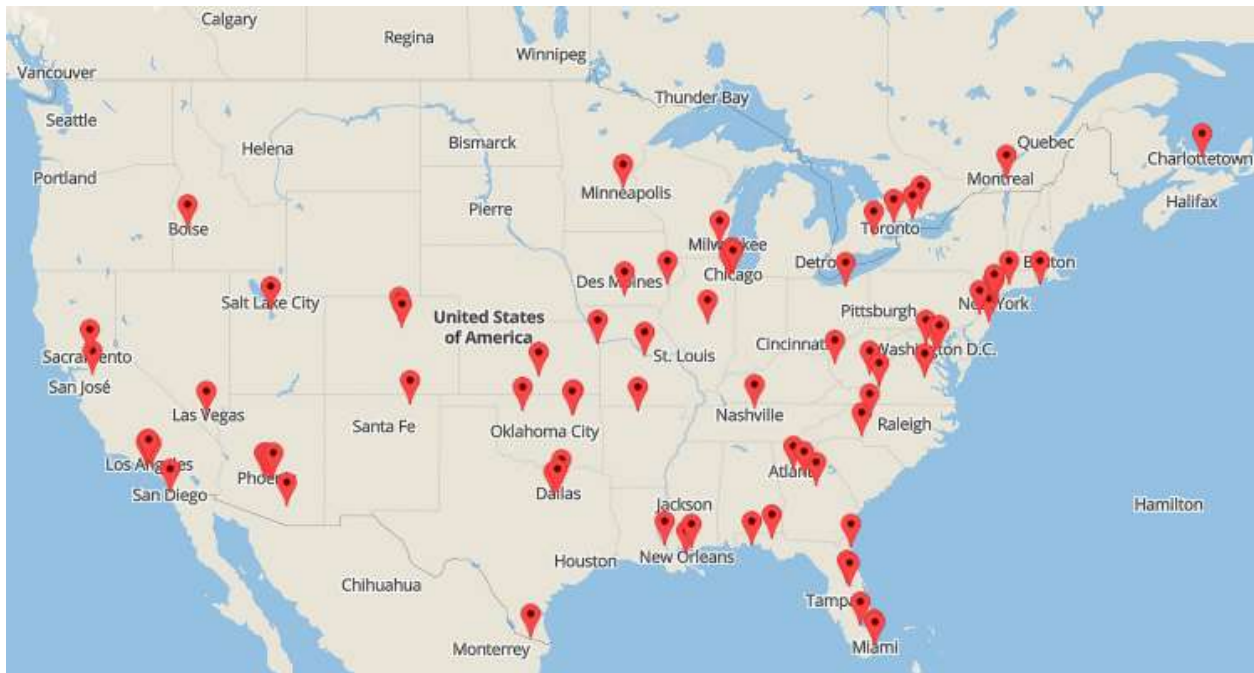 Calgary
Regina
Winnipeg
Vancouver
Thunder Bay
Seattle
Quebec
Helena
Bismarck
Charlottetown
Portland
Minneapolis
Montreal
Pierre
Halifax
Boise
Toronto
Milwaukee
Detroit
Chicago
Des Moines
Salt Lake City
New York
Pittsburgh
United States
of America
Cincinnati
Washington D.C.
Sacramento
St. Louis
San José
Las Vegas
Nashville
Santa Fe
Raleigh
Oklahoma City
Los Angeles
Atlanta
Phoenix
San Diego
Dallas
Jackson
Hamilton
New Orleans
Houston
Chihuahua
Tampa
Monterrey
Miami